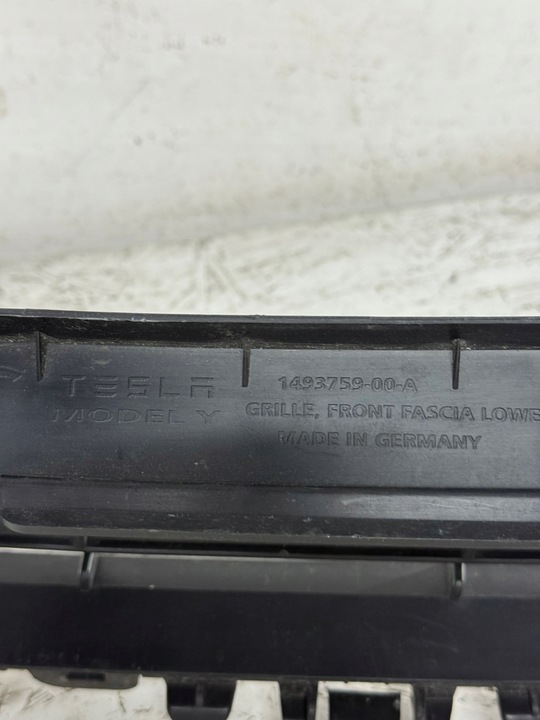 TESLA
MODEL Y
1493759-00-A
GRILLE, FRONT FASCIA LOWE
MADE IN GERMANY